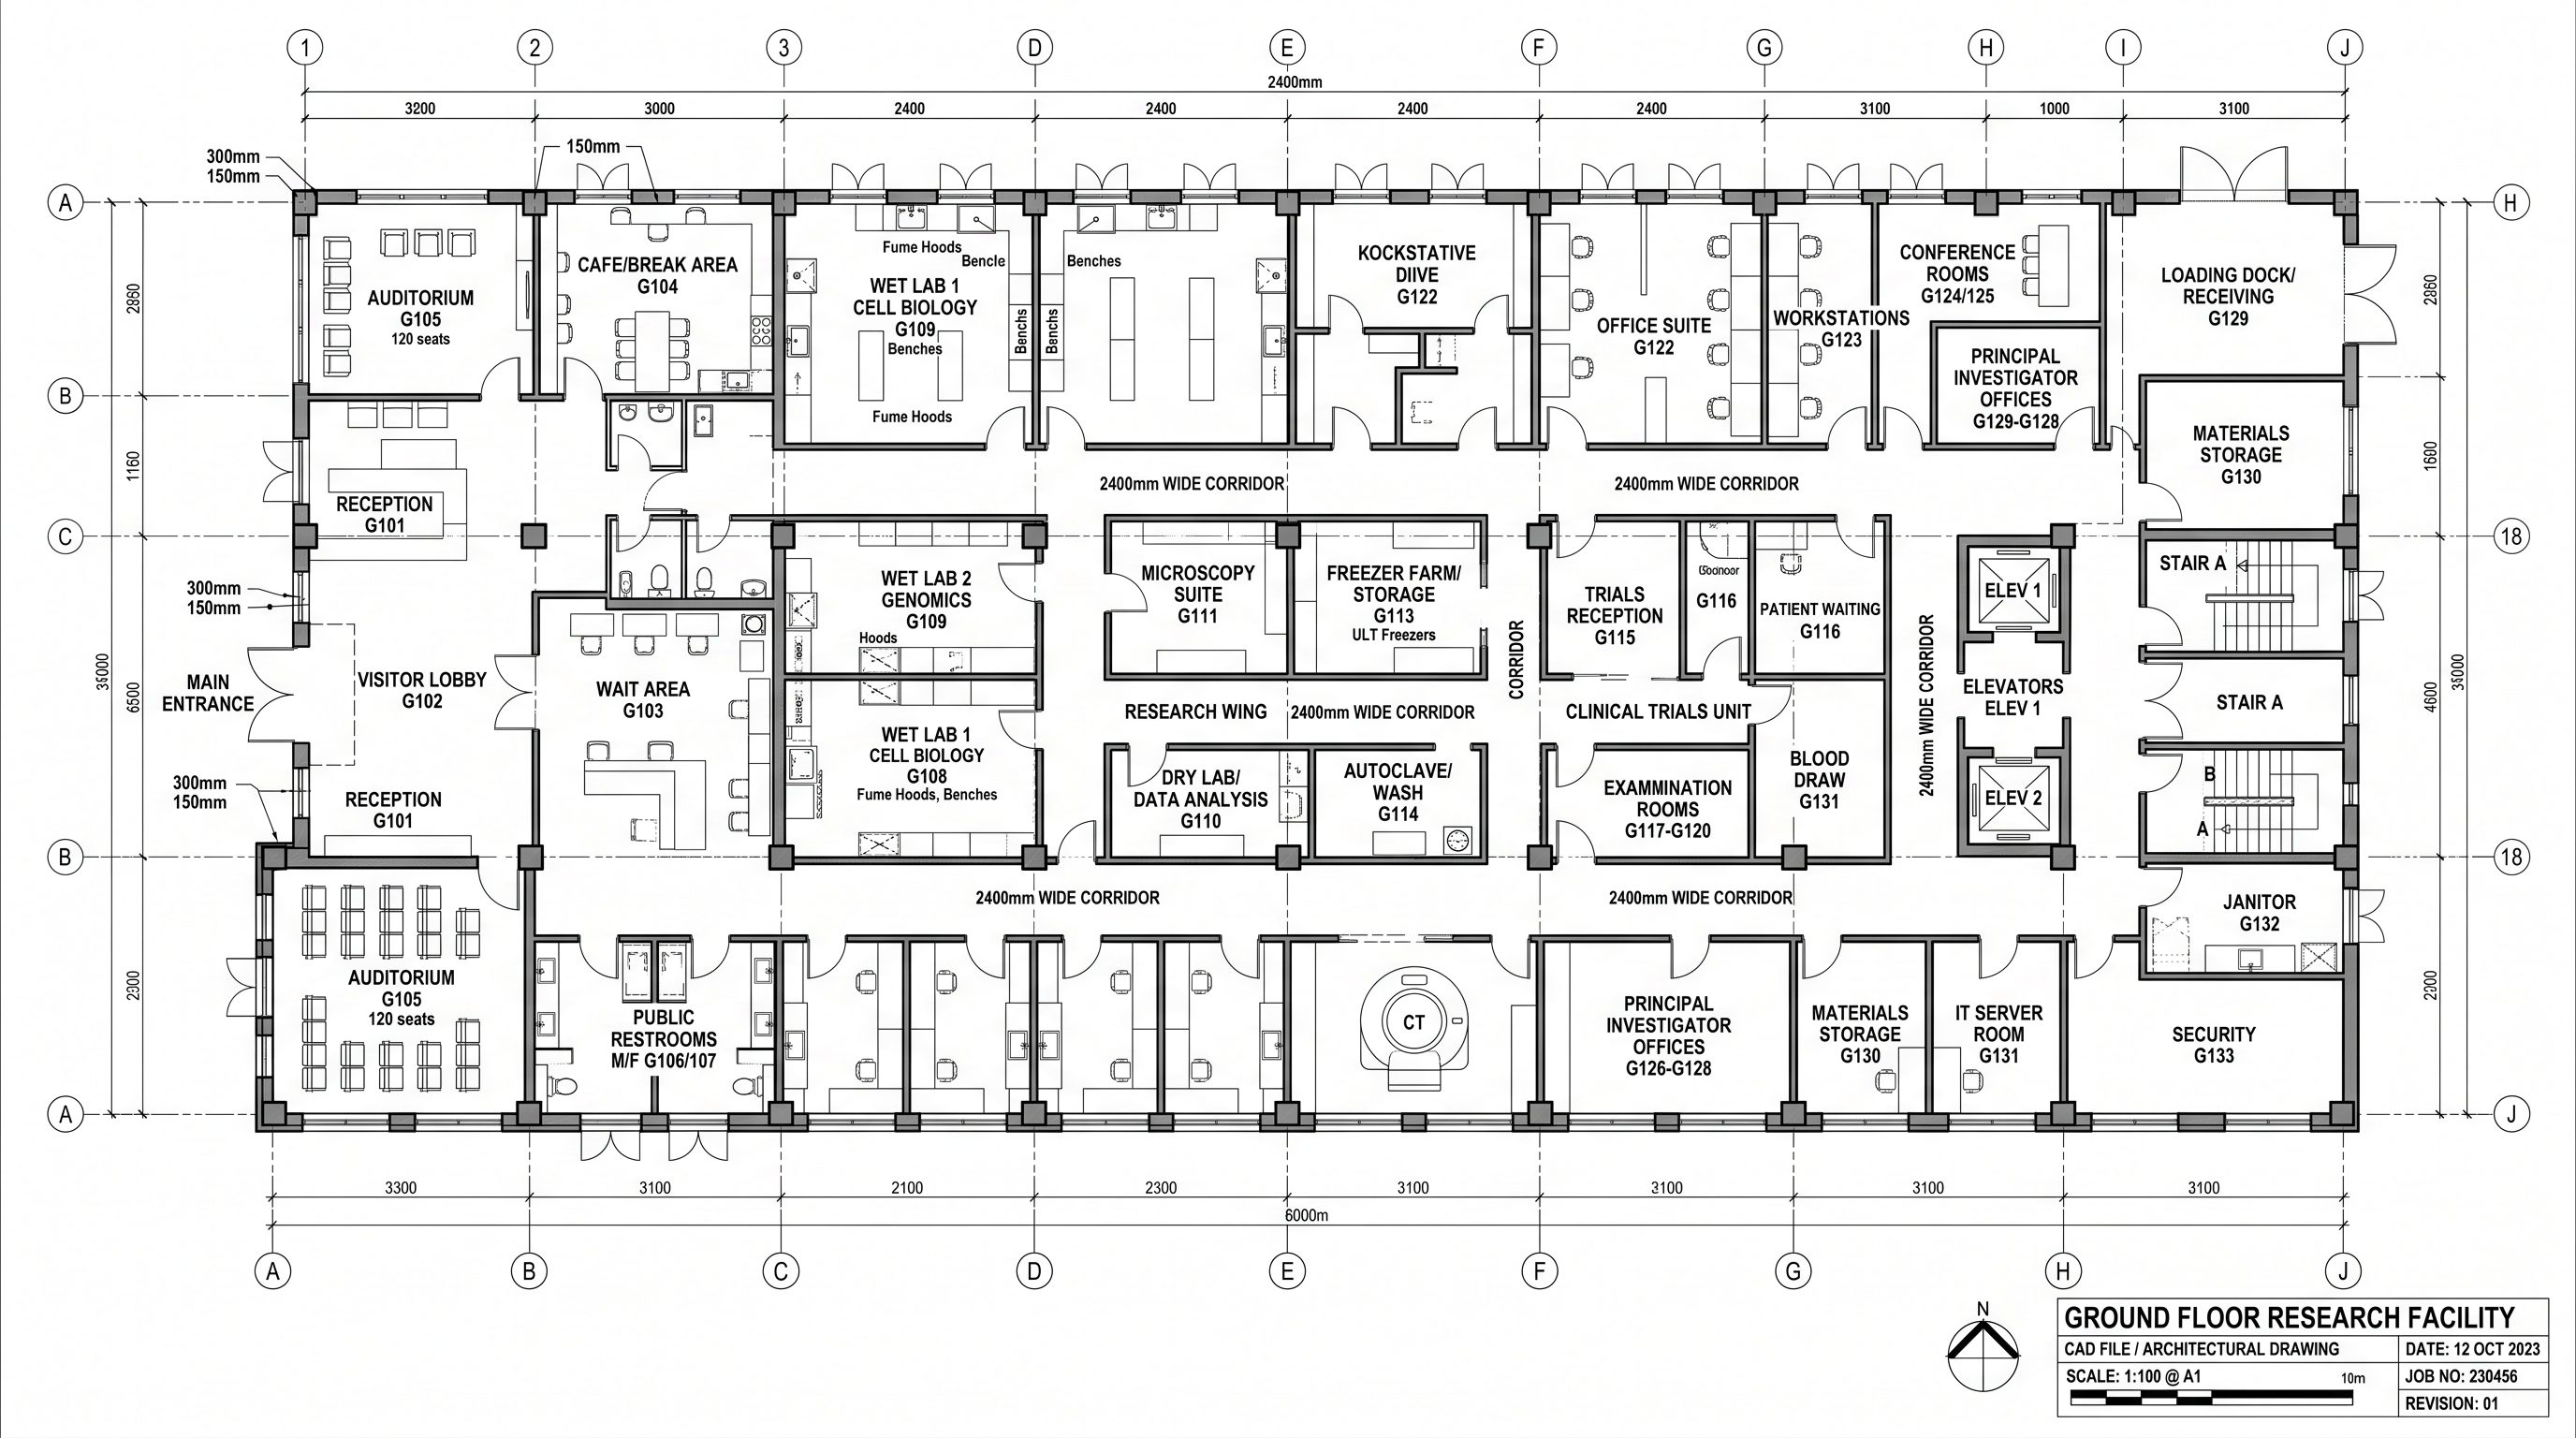 1
2
3
D
E
F
G
H
I
J
2400mm
3200
3000
2400
2400
2400
2400
3100
1000
3100
300mm
150mm
150mm
A
H
2860
2860
AUDITORIUM
G105
120 seats
CAFE/BREAK AREA
G104
Fume Hoods
Bencle
WET LAB 1
CELL BIOLOGY
G109
Benches
Fume Hoods
Benchs
Benchs
Benches
KOCKSTATIVE
DIIVE
G122
OFFICE SUITE
G122
WORKSTATIONS
G123
CONFERENCE
ROOMS
G124/125
PRINCIPAL
INVESTIGATOR
OFFICES
G129-G128
LOADING DOCK/
RECEIVING
G129
B
1160
1600
RECEPTION
G101
2400mm WIDE CORRIDOR
2400mm WIDE CORRIDOR
MATERIALS
STORAGE
G130
C
18
300mm
150mm
WET LAB 2
GENOMICS
G109
Hoods
MICROSCOPY
SUITE
G111
FREEZER FARM/
STORAGE
G113
ULT Freezers
CORRIDOR
TRIALS
RECEPTION
G115
G116
PATIENT WAITING
G116
2400mm WIDE CORRIDOR
ELEV 1
STAIR A
6500
4600
MAIN
ENTRANCE
VISITOR LOBBY
G102
WAIT AREA
G103
RESEARCH WING
2400mm WIDE CORRIDOR
CLINICAL TRIALS UNIT
ELEVATORS
ELEV 1
STAIR A
WET LAB 1
CELL BIOLOGY
G108
Fume Hoods, Benches
DRY LAB/
DATA ANALYSIS
G110
AUTOCLAVE/
WASH
G114
EXAMMINATION
ROOMS
G117-G120
BLOOD
DRAW
G131
ELEV 2
B
A
300mm
150mm
RECEPTION
G101
B
18
2400mm WIDE CORRIDOR
2400mm WIDE CORRIDOR
JANITOR
G132
AUDITORIUM
G105
120 seats
PUBLIC
RESTROOMS
M/F G106/107
CT
PRINCIPAL
INVESTIGATOR
OFFICES
G126-G128
MATERIALS
STORAGE
G130
IT SERVER
ROOM
G131
SECURITY
G133
A
J
3300
3100
2100
2300
3100
3100
3100
3100
6000m
A
B
C
D
E
F
G
H
J
N
GROUND FLOOR RESEARCH FACILITY
CAD FILE / ARCHITECTURAL DRAWING
DATE: 12 OCT 2023
SCALE: 1:100 @ A1
10m
JOB NO: 230456
REVISION: 01